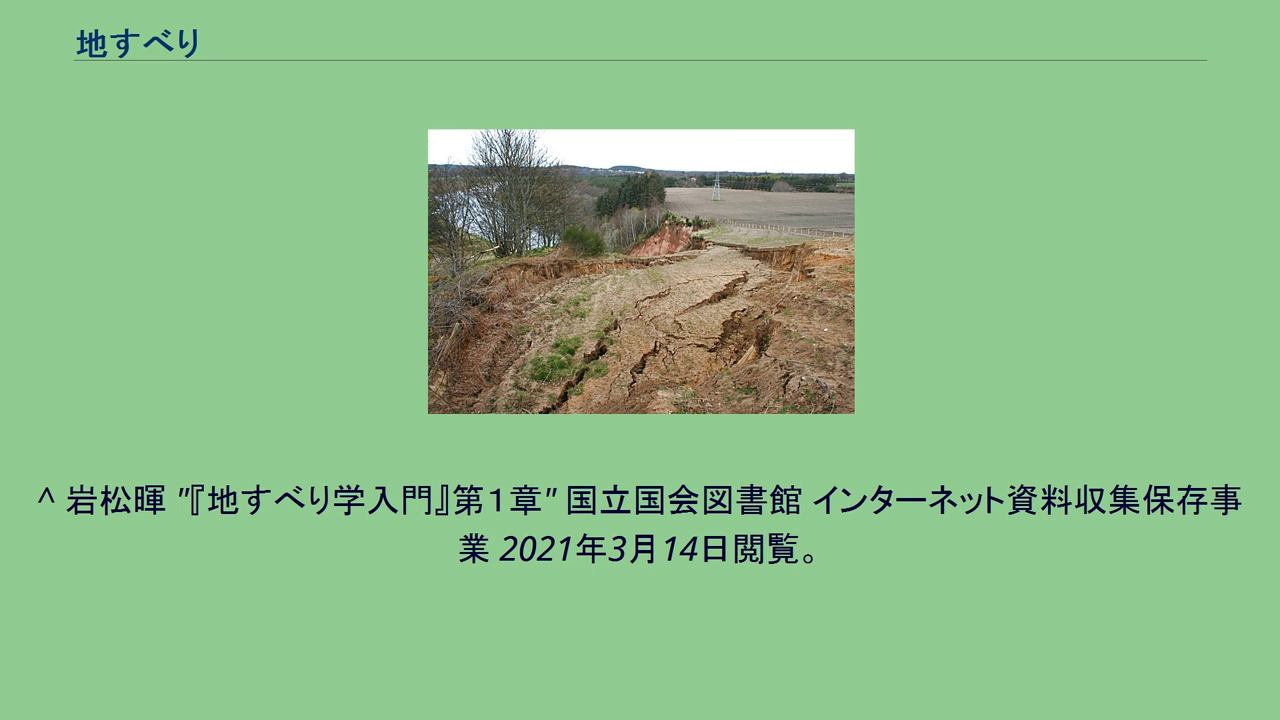 地すべり
^ 岩松暉 "『地すべり学入門』第１章" 国立国会図書館 インターネット資料収集保存事
業 2021年3月14日閲覧。